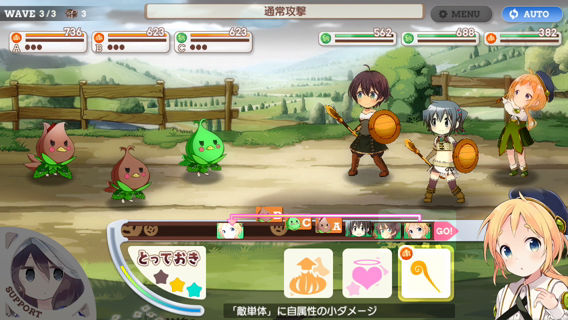 WAVE 3/3 3
通常攻撃
MENU
AUTO
736
A
623
B
623
C
562
688
382
C
A
GO!
とっておき
SUPPORT
「敵単体」に自属性の小ダメージ